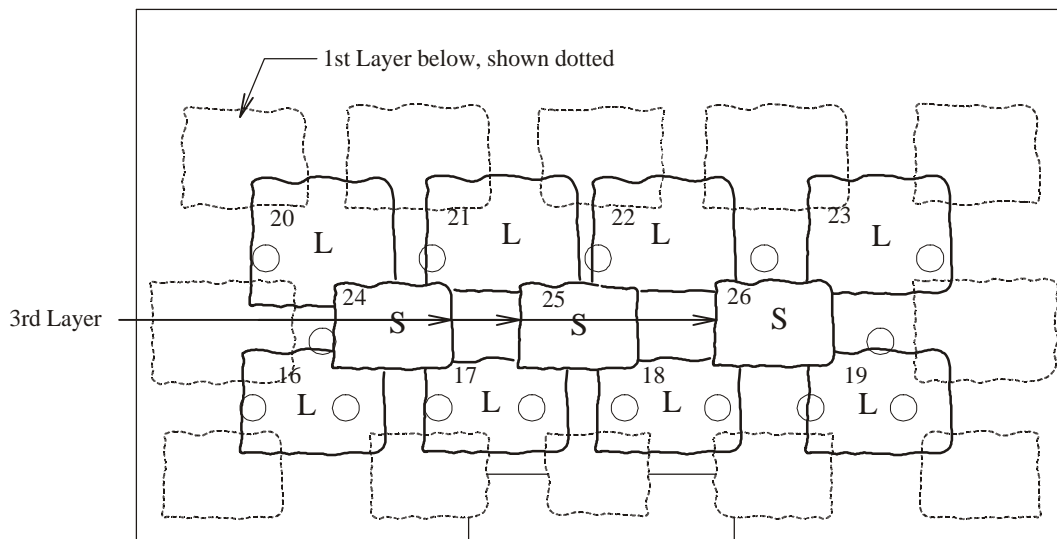 1st Layer below, shown dotted
20
L
21
L
22
L
23
L
3rd Layer
24
S
25
S
26
S
16
L
17
L
18
L
19
L